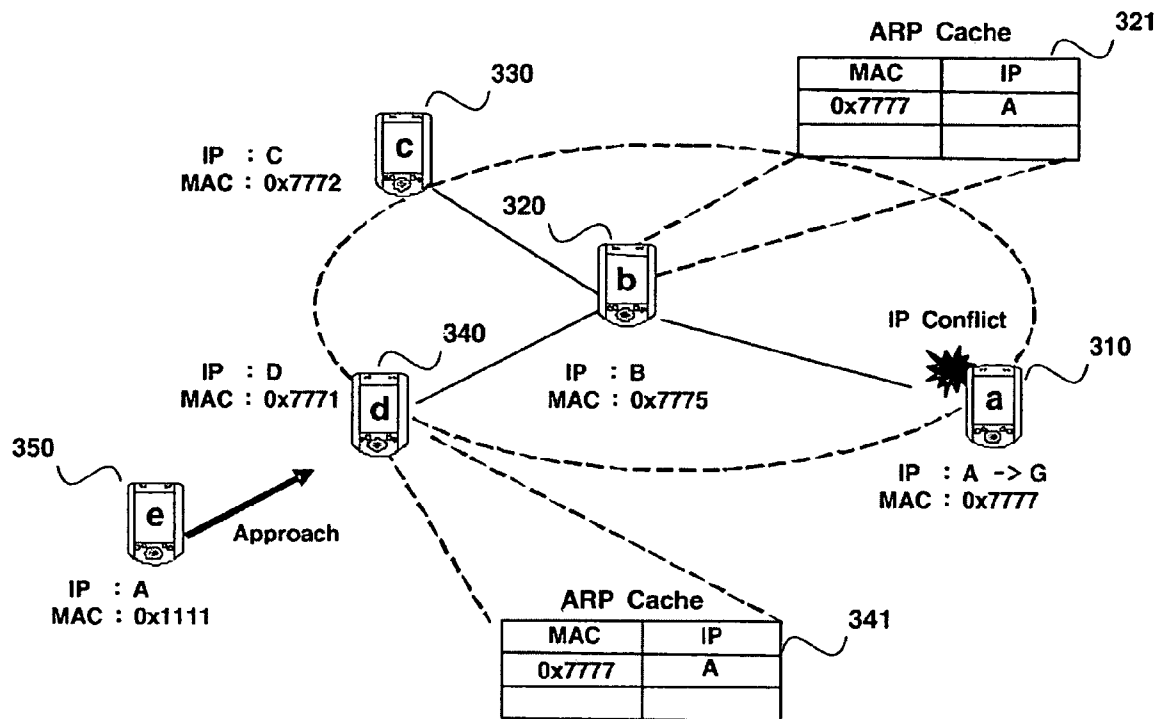 321
ARP Cache
MAC IP
0x7777 A
330
c
IP : C
MAC : 0x7772
320
b
IP Conflict
340
310
IP : D
MAC : 0x7771
d
IP : B
MAC : 0x7775
a
350
e
Approach
IP : A -> G
MAC : 0x7777
IP : A
MAC : 0x1111
ARP Cache
341
MAC IP
0x7777 A